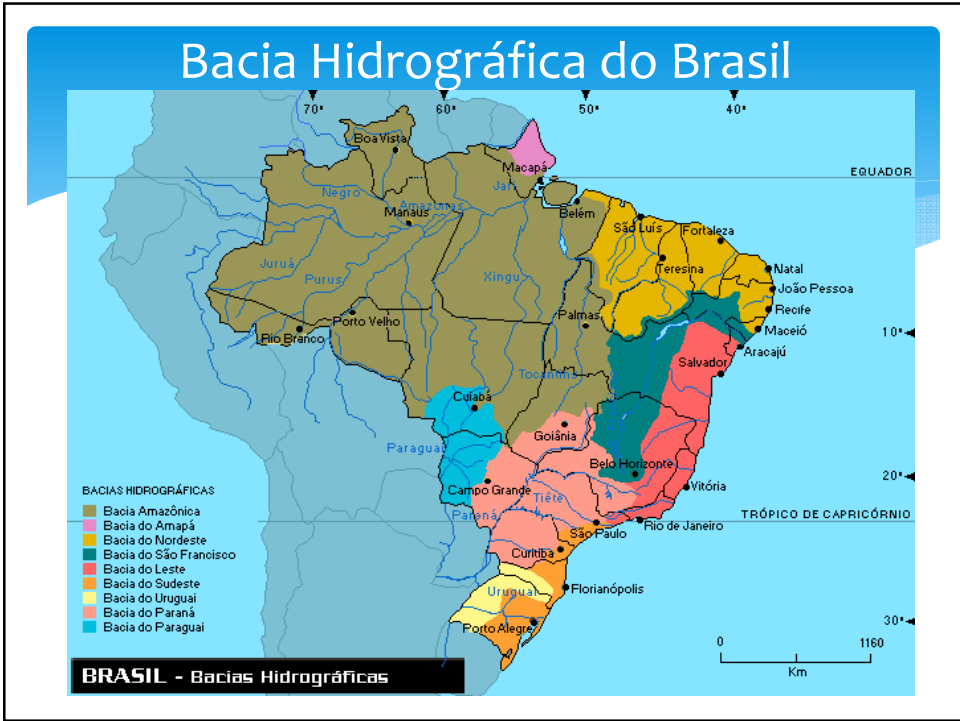 Bacia Hidrográfica do Brasil
70° 60° 50° 40°
Boa Vista
Macapá
EQUADOR
Negro
Jari
Amazonas
Manaus
Belém
São Luís
Fortaleza
Juruá
Purus
Xingu
Teresina
Natal
João Pessoa
Recife
Palmas
Porto Velho
Rio Branco
Maceió
10°
Aracajú
Salvador
Tocantins
Cuiabá
Goiânia
Paraguai
Belo Horizonte
20°
Campo Grande
Vitória
Tiête
Paraná
TRÓPICO DE CAPRICÓRNIO
Rio de Janeiro
São Paulo
Curitiba
Florianópolis
Uruguai
Porto Alegre
30°
BACIAS HIDROGRÁFICAS
Bacia Amazônica
Bacia do Amapá
Bacia do Nordeste
Bacia do São Francisco
Bacia do Leste
Bacia do Sudeste
Bacia do Uruguai
Bacia do Paraná
Bacia do Paraguai
0 1160
Km
BRASIL - Bacias Hidrográficas